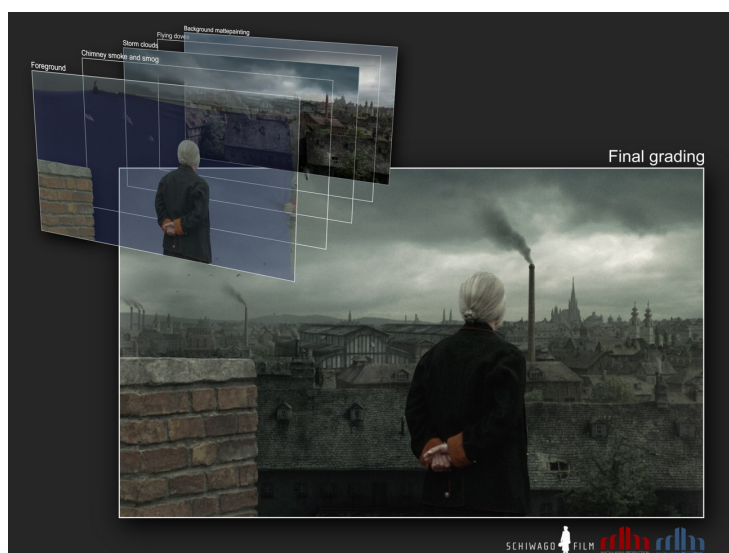 Background mattepainting
Flying doves
Storm clouds
Chimney smoke and smog
Foreground
Final grading
SCHIWAGO FILM